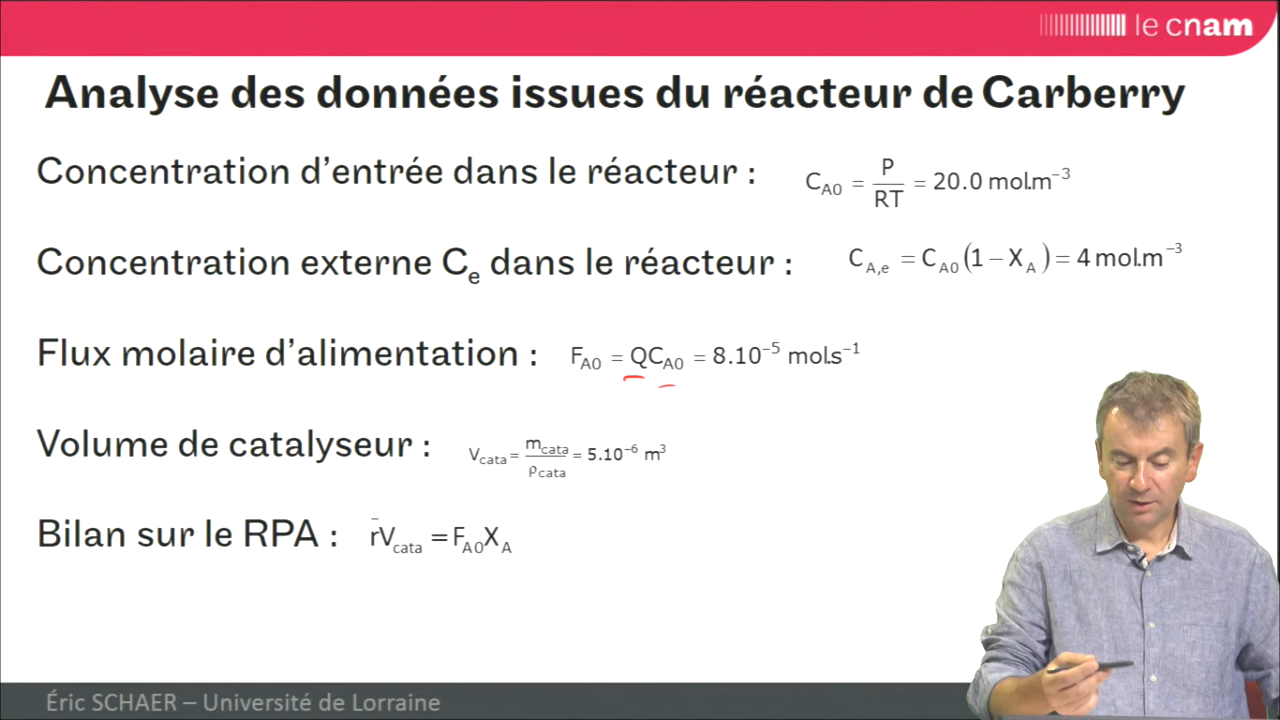 le cnam
Analyse des données issues du réacteur de Carberry
Concentration d'entrée dans le réacteur : C_A0 = P/RT = 20.0 mol.m⁻³
Concentration externe C_e dans le réacteur : C_A,e = C_A0 (1 − X_A) = 4 mol.m⁻³
Flux molaire d'alimentation : F_A0 = QC_A0 = 8.10⁻⁵ mol.s⁻¹
Volume de catalyseur : V_cata = m_cata/ρ_cata = 5.10⁻⁶ m³
Bilan sur le RPA : r̄V_cata = F_A0X_A
Éric SCHAER – Université de Lorraine